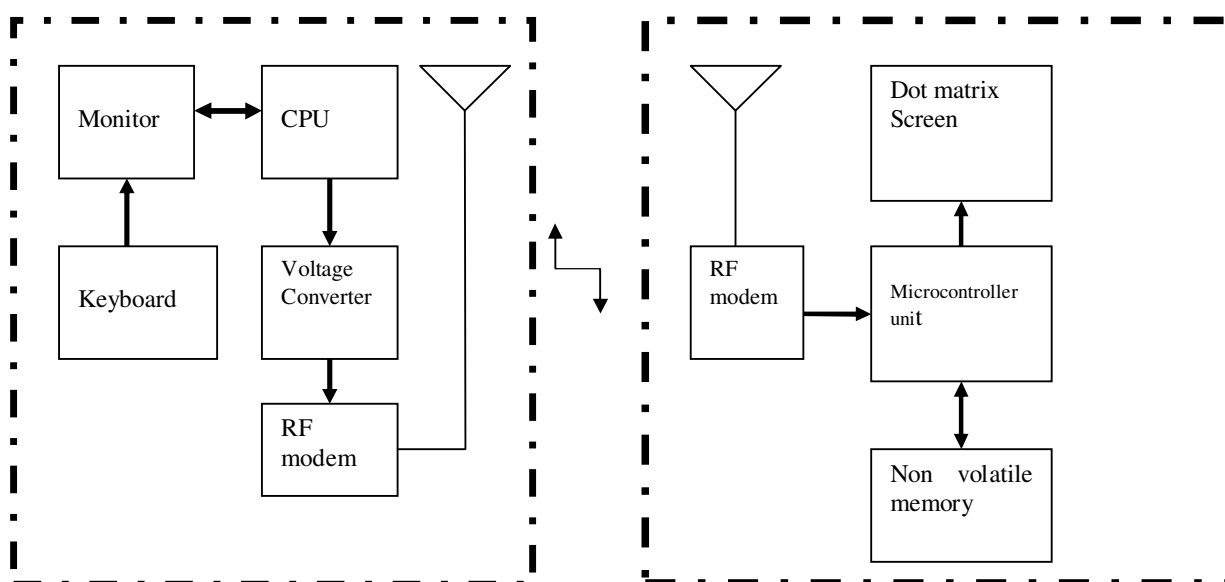 Monitor
CPU
Keyboard
Voltage
Converter
RF
modem
RF
modem
Dot matrix
Screen
Microcontroller
unit
Non volatile
memory